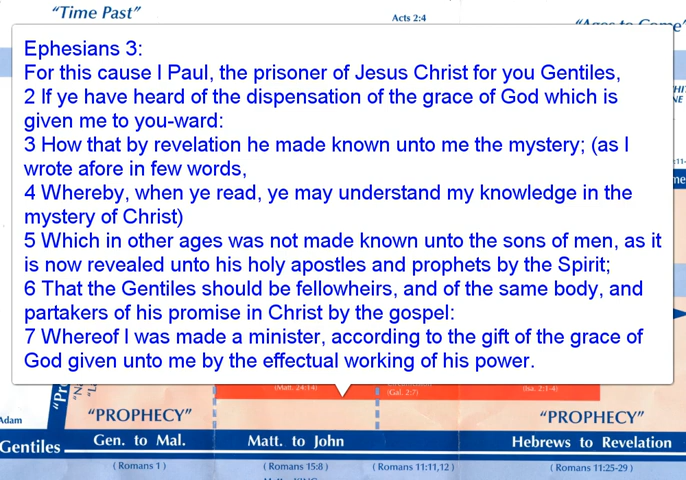 "Time Past"
Acts 2:4
"Ages to Come"
Ephesians 3:
For this cause I Paul, the prisoner of Jesus Christ for you Gentiles,
2 If ye have heard of the dispensation of the grace of God which is
given me to you-ward:
3 How that by revelation he made known unto me the mystery; (as I
wrote afore in few words,
4 Whereby, when ye read, ye may understand my knowledge in the
mystery of Christ)
5 Which in other ages was not made known unto the sons of men, as it
is now revealed unto his holy apostles and prophets by the Spirit;
6 That the Gentiles should be fellowheirs, and of the same body, and
partakers of his promise in Christ by the gospel:
7 Whereof I was made a minister, according to the gift of the grace of
God given unto me by the effectual working of his power.
(Matt. 24:14)
(Gal. 2:7)
(Isa. 2:1-4)
"PROPHECY"
"PROPHECY"
Adam
Gentiles
Gen. to Mal.
Matt. to John
Hebrews to Revelation
(Romans 1)
(Romans 15:8)
(Romans 11:11,12)
(Romans 11:25-29)